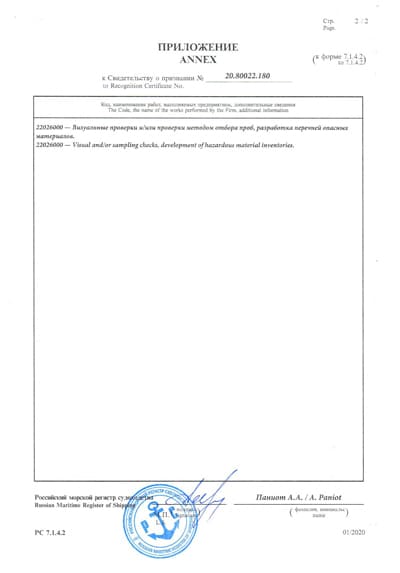 Стр. 2/2
Page.
ПРИЛОЖЕНИЕ
ANNEX
(к форме 7.1.4.2)
to 7.1.4.2
к Свидетельству о признании № 20.80022.180
to Recognition Certificate No.
Код, наименование работ, выполняемых предприятием, дополнительные сведения
The Code, the name of the works performed by the Firm, additional information
22026000 — Визуальные проверки и/или проверки методом отбора проб, разработка перечней опасных
материалов.
22026000 — Visual and/or sampling checks, development of hazardous material inventories.
Российский морской регистр судоходства
Russian Maritime Register of Shipping
Паниот А.А. / A. Paniot
(фамилия, инициалы)
name
РС 7.1.4.2
01/2020